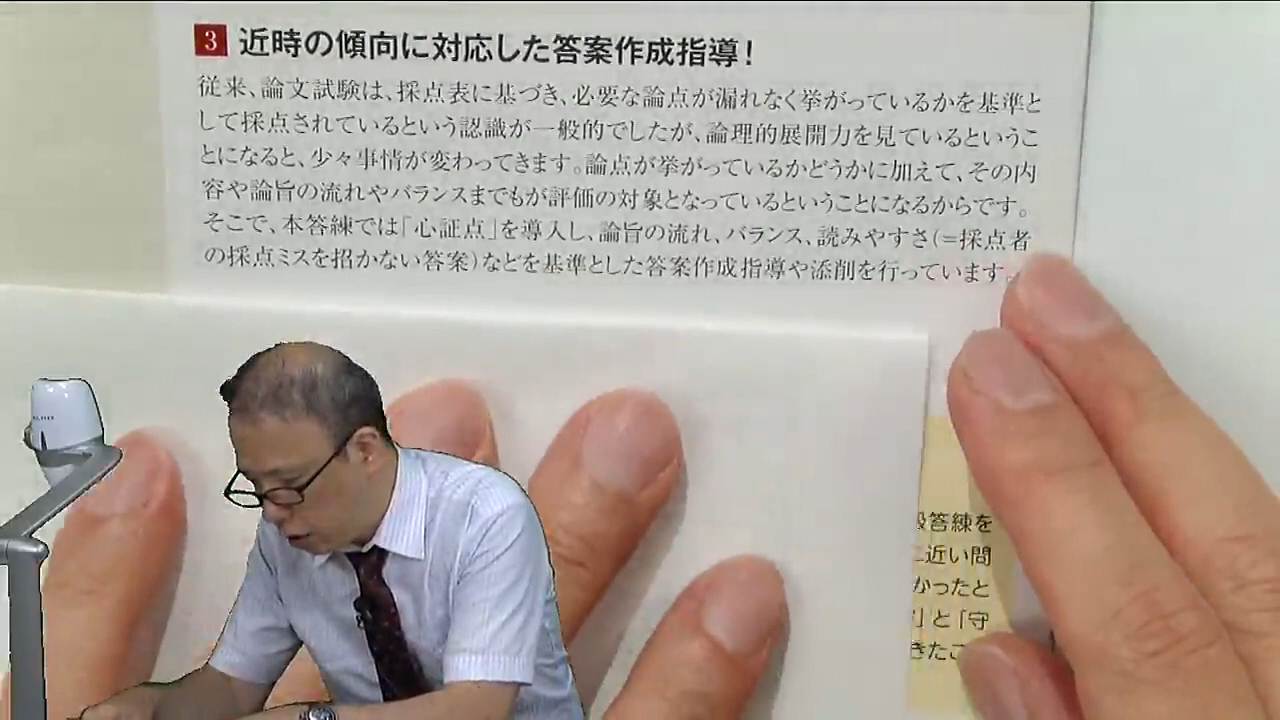 3 近時の傾向に対応した答案作成指導!
従来、論文試験は、採点表に基づき、必要な論点が漏れなく挙がっているかを基準と
して採点されているという認識が一般的でしたが、論理的展開力を見ているというこ
とになると、少々事情が変わってきます。論点が挙がっているかどうかに加えて、その内
容や論旨の流れやバランスまでもが評価の対象となっているということになるからです。
そこで、本答練では「心証点」を導入し、論旨の流れ、バランス、読みやすさ(=採点者
の採点ミスを招かない答案)などを基準とした答案作成指導や添削を行っています。
答練を
近い問
かったと
」と「守
きたこ